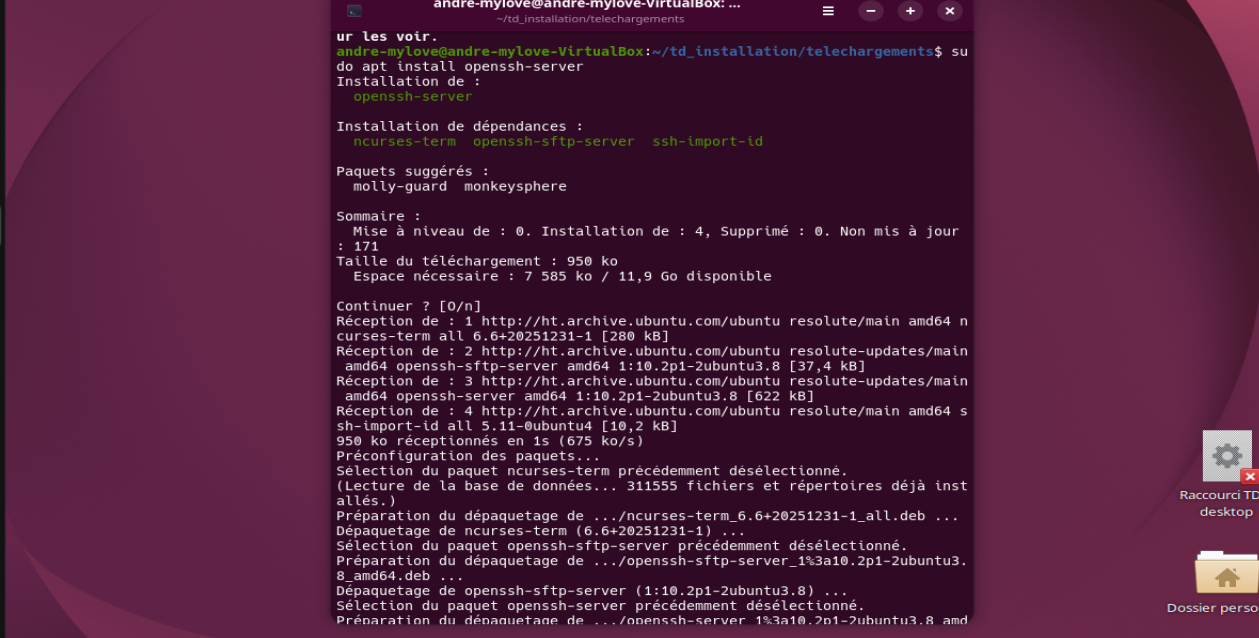 andre-mylove@andre-mylove-VirtualBox: ...
~/td_installation/telechargements
ur les voir.
andre-mylove@andre-mylove-VirtualBox:~/td_installation/telechargements$ su
do apt install openssh-server
Installation de :
openssh-server
Installation de dépendances :
ncurses-term openssh-sftp-server ssh-import-id
Paquets suggérés :
molly-guard monkeysphere
Sommaire :
Mise à niveau de : 0. Installation de : 4, Supprimé : 0. Non mis à jour
: 171
Taille du téléchargement : 950 ko
Espace nécessaire : 7 585 ko / 11,9 Go disponible
Continuer ? [O/n]
Réception de : 1 http://ht.archive.ubuntu.com/ubuntu resolute/main amd64 n
curses-term all 6.6+20251231-1 [280 kB]
Réception de : 2 http://ht.archive.ubuntu.com/ubuntu resolute-updates/main
amd64 openssh-sftp-server amd64 1:10.2p1-2ubuntu3.8 [37,4 kB]
Réception de : 3 http://ht.archive.ubuntu.com/ubuntu resolute-updates/main
amd64 openssh-server amd64 1:10.2p1-2ubuntu3.8 [622 kB]
Réception de : 4 http://ht.archive.ubuntu.com/ubuntu resolute/main amd64 s
sh-import-id all 5.11-0ubuntu4 [10,2 kB]
950 ko réceptionnés en 1s (675 ko/s)
Préconfiguration des paquets...
Sélection du paquet ncurses-term précédemment désélectionné.
(Lecture de la base de données... 311555 fichiers et répertoires déjà inst
allés.)
Préparation du dépaquetage de .../ncurses-term_6.6+20251231-1_all.deb ...
Dépaquetage de ncurses-term (6.6+20251231-1) ...
Sélection du paquet openssh-sftp-server précédemment désélectionné.
Préparation du dépaquetage de .../openssh-sftp-server_1%3a10.2p1-2ubuntu3.
8_amd64.deb ...
Dépaquetage de openssh-sftp-server (1:10.2p1-2ubuntu3.8) ...
Sélection du paquet openssh-server précédemment désélectionné.
Préparation du dépaquetage de .../openssh-server_1%3a10.2p1-2ubuntu3.8_amd
Raccourci TD
desktop
Dossier perso